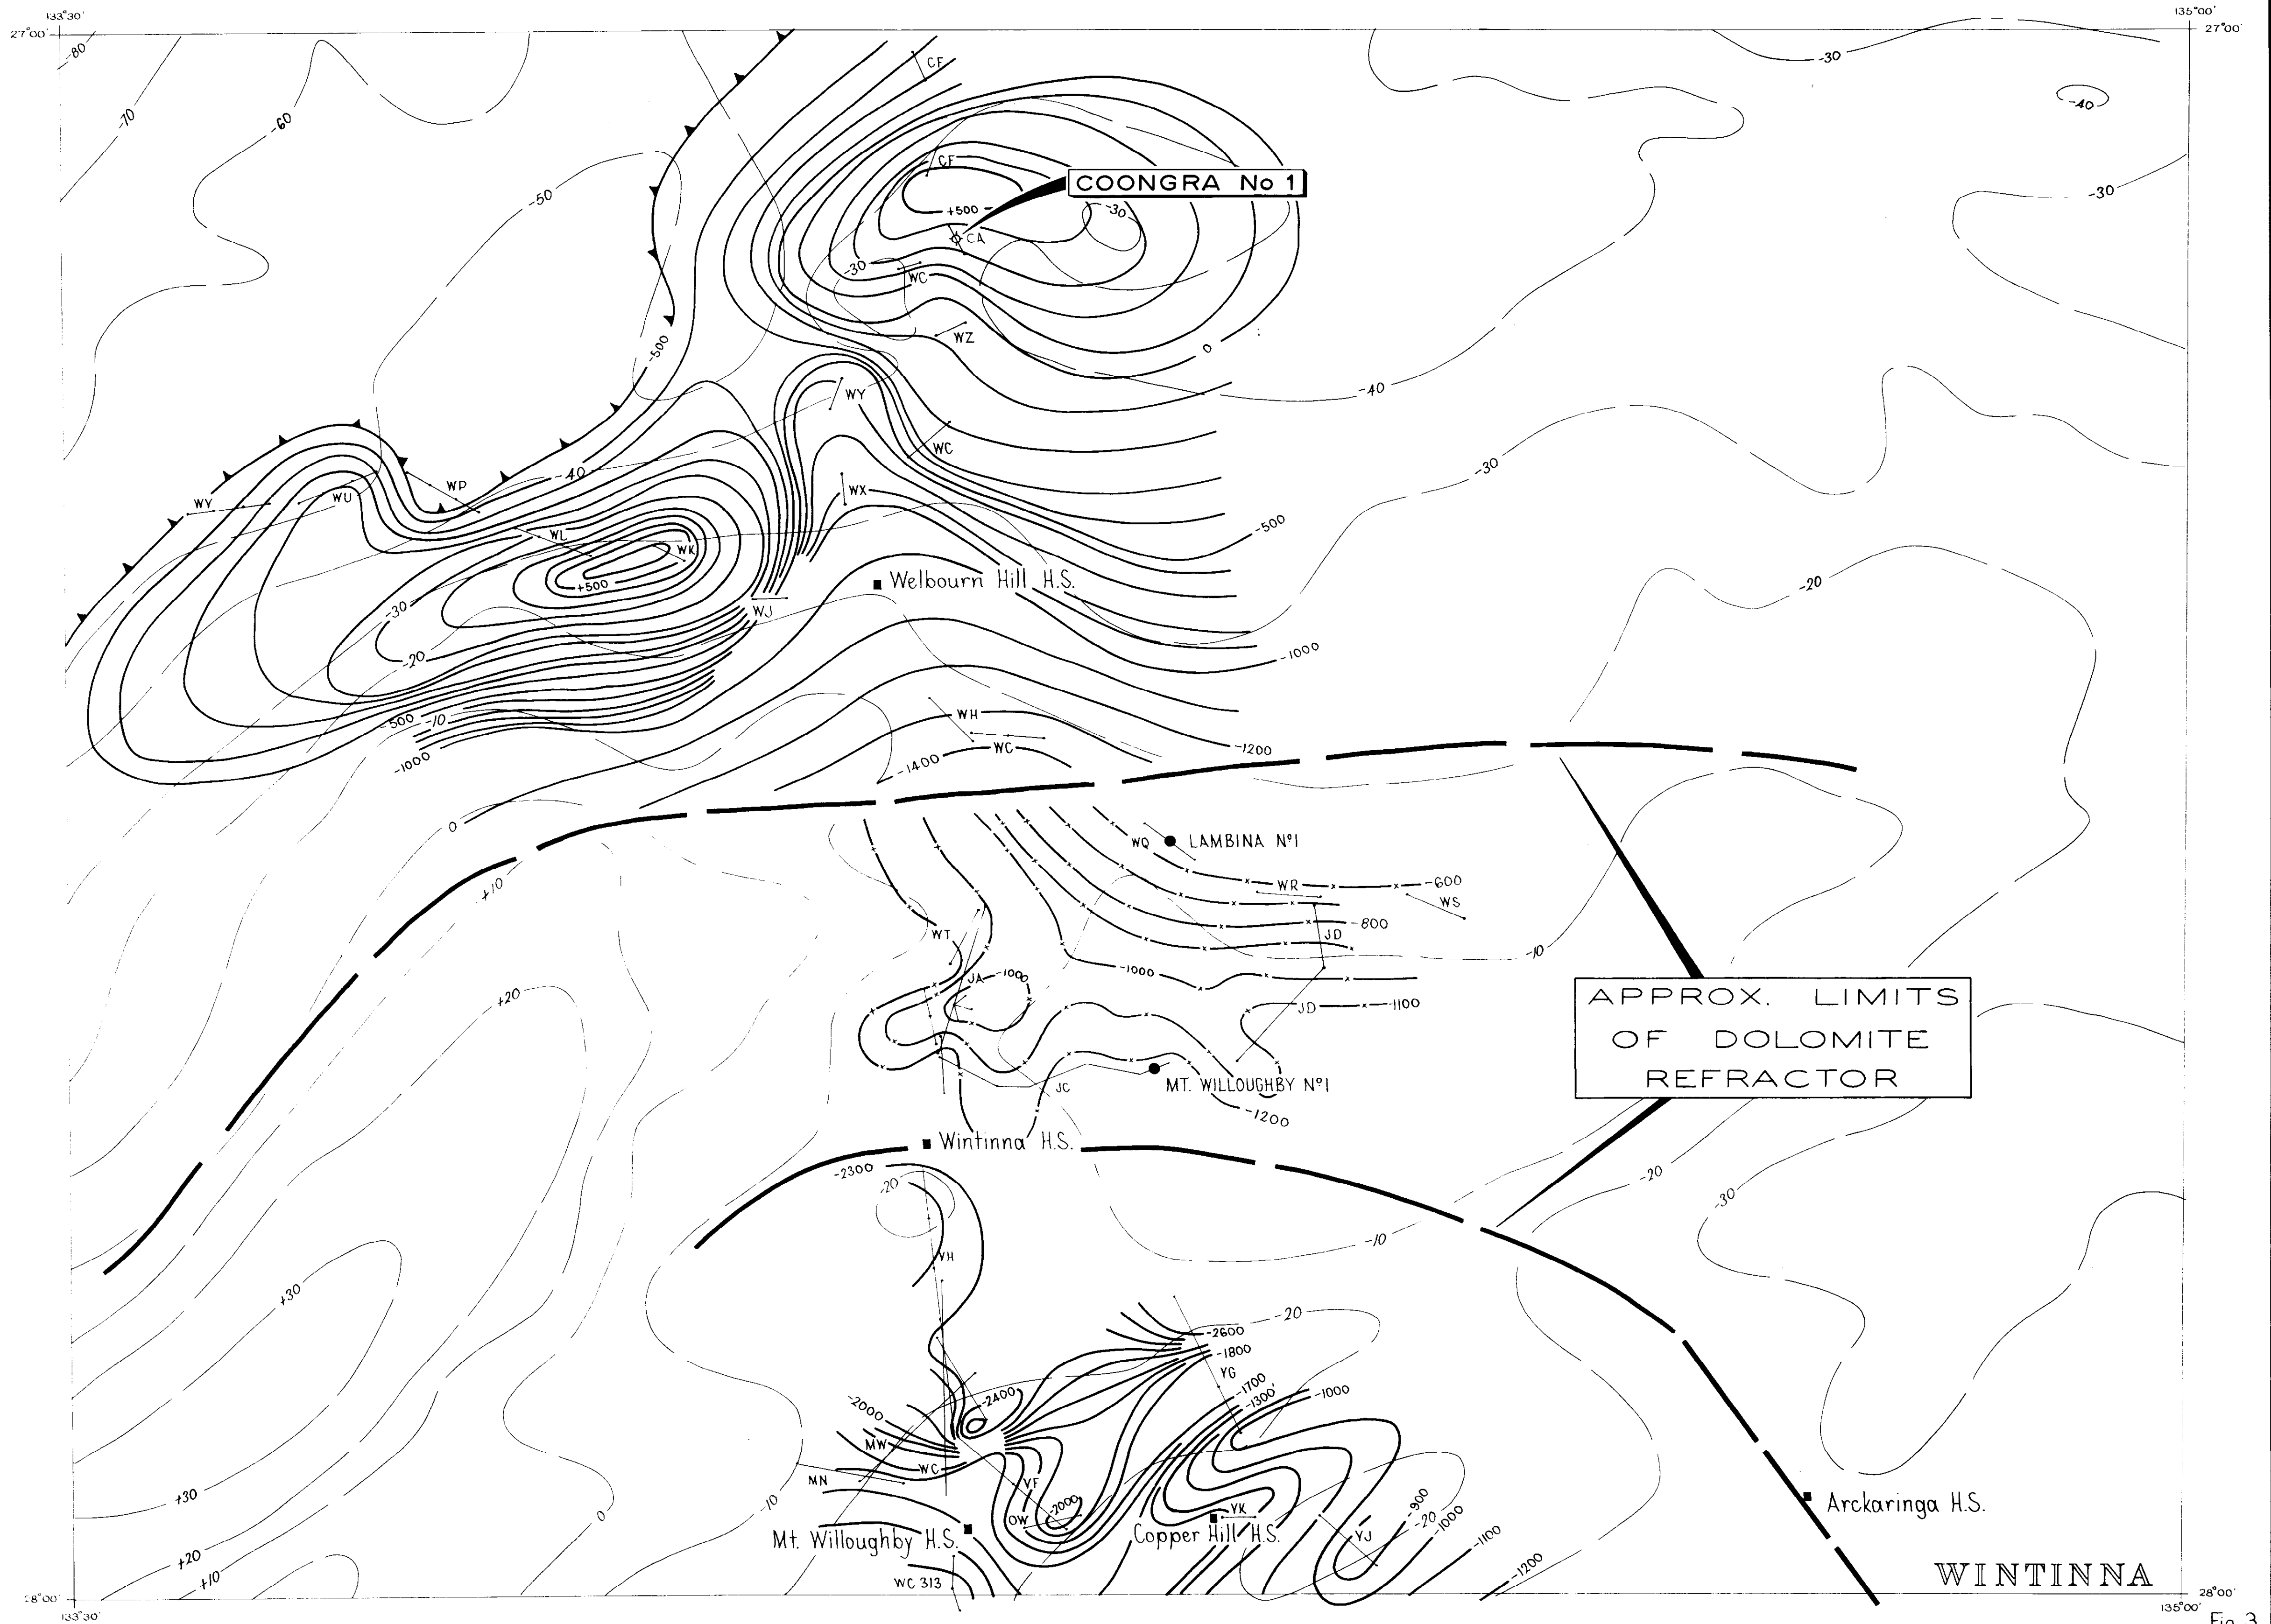 133°30'
135°00'
27°00'
27°00'
-80
-30
CF
-70
-60
-40
CF
COONGRA No 1
-50
+500
-30
-30
CA
-30
WC
WZ
-500
0
-40
WY
WC
-30
-40
WP
WX
WY
WU
-500
WL
WK
+500
Welbourn Hill H.S.
-20
-30
WJ
-20
-1000
-500
-10
WH
WC
-1200
-1000
-1400
0
WQ
LAMBINA Nº1
+10
WR
-600
WS
-800
WT
JD
-10
-1000
JA
-1000
+20
JD
-1100
APPROX. LIMITS
OF DOLOMITE
REFRACTOR
JC
MT. WILLOUGHBY Nº1
-1200
Wintinna H.S.
-2300
-20
-20
-30
-10
YH
+30
-20
-2600
-1800
YG
-1700
-1300'
-1000
-2400
-2000
MW
WC
MN
YF
+30
-10
-2000
OW
YK
-900
Arckaringa H.S.
0
-20
-1000
Mt. Willoughby H.S.
Copper Hill H.S.
YJ
-1100
+20
+10
-1200
WC 313
WINTINNA
28°00'
28°00'
133°30'
135°00'
Fig. 3